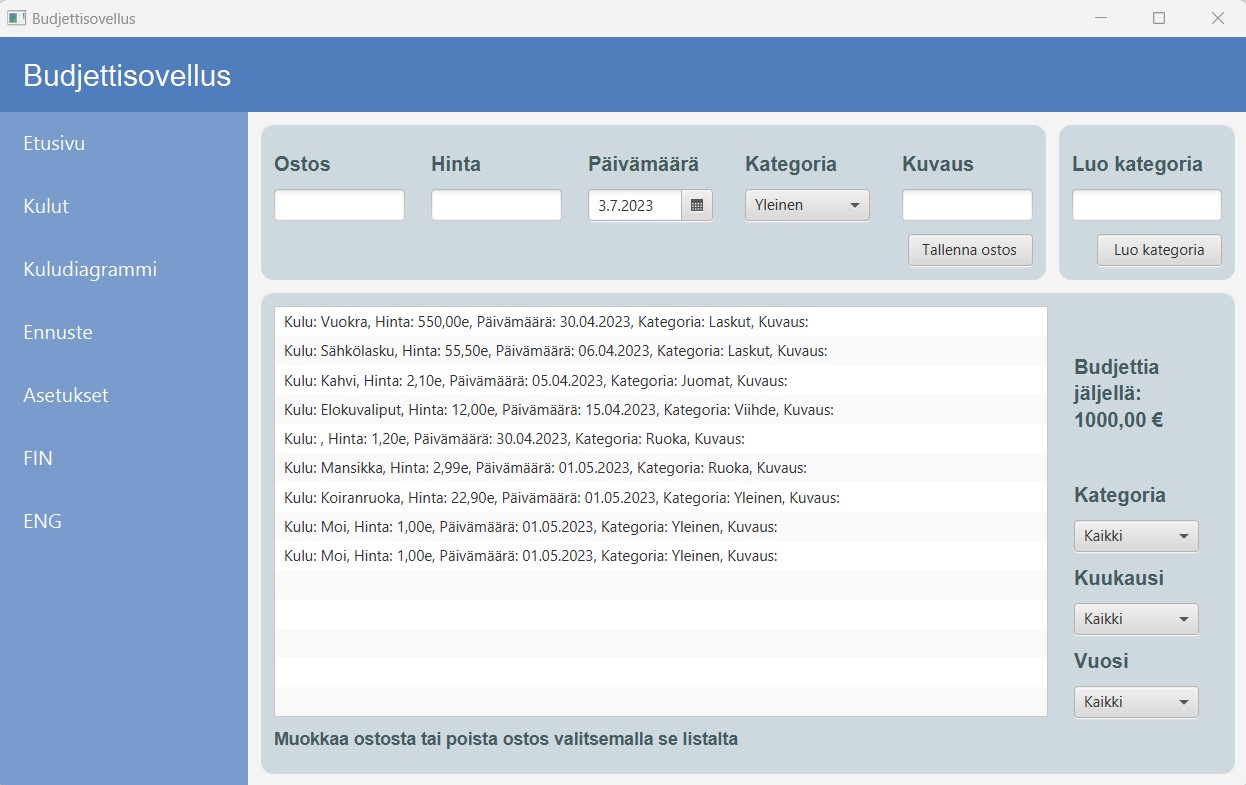 Budjettisovellus
Budjettisovellus
Etusivu
Kulut
Kuludiagrammi
Ennuste
Asetukset
FIN
ENG
Ostos Hinta Päivämäärä Kategoria Kuvaus
3.7.2023 Yleinen
Tallenna ostos
Luo kategoria
Luo kategoria
Kulu: Vuokra, Hinta: 550,00e, Päivämäärä: 30.04.2023, Kategoria: Laskut, Kuvaus:
Kulu: Sähkölasku, Hinta: 55,50e, Päivämäärä: 06.04.2023, Kategoria: Laskut, Kuvaus:
Kulu: Kahvi, Hinta: 2,10e, Päivämäärä: 05.04.2023, Kategoria: Juomat, Kuvaus:
Kulu: Elokuvaliput, Hinta: 12,00e, Päivämäärä: 15.04.2023, Kategoria: Viihde, Kuvaus:
Kulu: , Hinta: 1,20e, Päivämäärä: 30.04.2023, Kategoria: Ruoka, Kuvaus:
Kulu: Mansikka, Hinta: 2,99e, Päivämäärä: 01.05.2023, Kategoria: Ruoka, Kuvaus:
Kulu: Koiranruoka, Hinta: 22,90e, Päivämäärä: 01.05.2023, Kategoria: Yleinen, Kuvaus:
Kulu: Moi, Hinta: 1,00e, Päivämäärä: 01.05.2023, Kategoria: Yleinen, Kuvaus:
Kulu: Moi, Hinta: 1,00e, Päivämäärä: 01.05.2023, Kategoria: Yleinen, Kuvaus:
Muokkaa ostosta tai poista ostos valitsemalla se listalta
Budjettia
jäljellä:
1000,00 €
Kategoria
Kaikki
Kuukausi
Kaikki
Vuosi
Kaikki